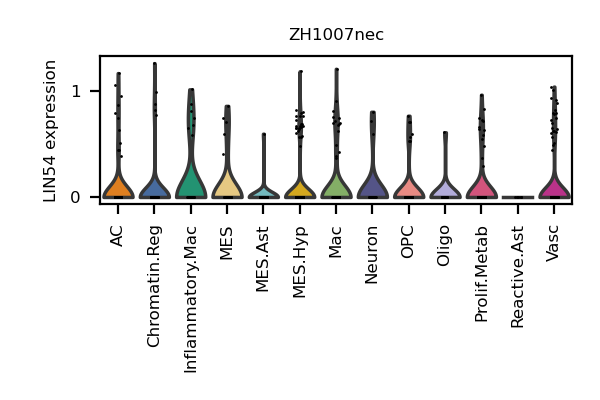 ZH1007nec
LIN54 expression
1
0
AC
Chromatin.Reg
Inflammatory.Mac
MES
MES.Ast
MES.Hyp
Mac
Neuron
OPC
Oligo
Prolif.Metab
Reactive.Ast
Vasc